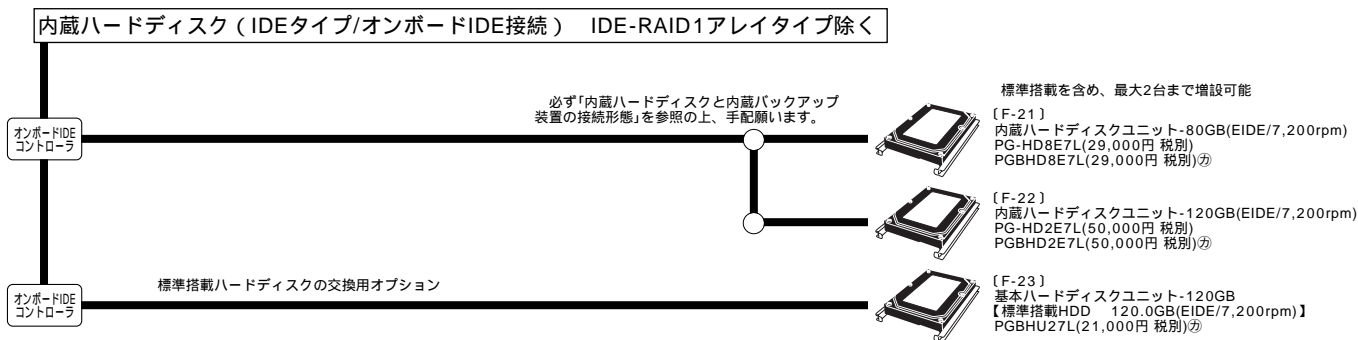 内蔵ハードディスク（IDEタイプ/オンボードIDE接続）　IDE-RAID1アレイタイプ除く
オンボードIDE
コントローラ
必ず｢内蔵ハードディスクと内蔵バックアップ
装置の接続形態｣を参照の上、手配願います。
標準搭載を含め、最大2台まで増設可能
〔F-21〕
内蔵ハードディスクユニット-80GB(EIDE/7,200rpm)
PG-HD8E7L(29,000円 税別)
PGBHD8E7L(29,000円 税別)㋕
〔F-22〕
内蔵ハードディスクユニット-120GB(EIDE/7,200rpm)
PG-HD2E7L(50,000円 税別)
PGBHD2E7L(50,000円 税別)㋕
オンボードIDE
コントローラ
標準搭載ハードディスクの交換用オプション
〔F-23〕
基本ハードディスクユニット-120GB
【標準搭載HDD　120.0GB(EIDE/7,200rpm)】
PGBHU27L(21,000円 税別)㋕